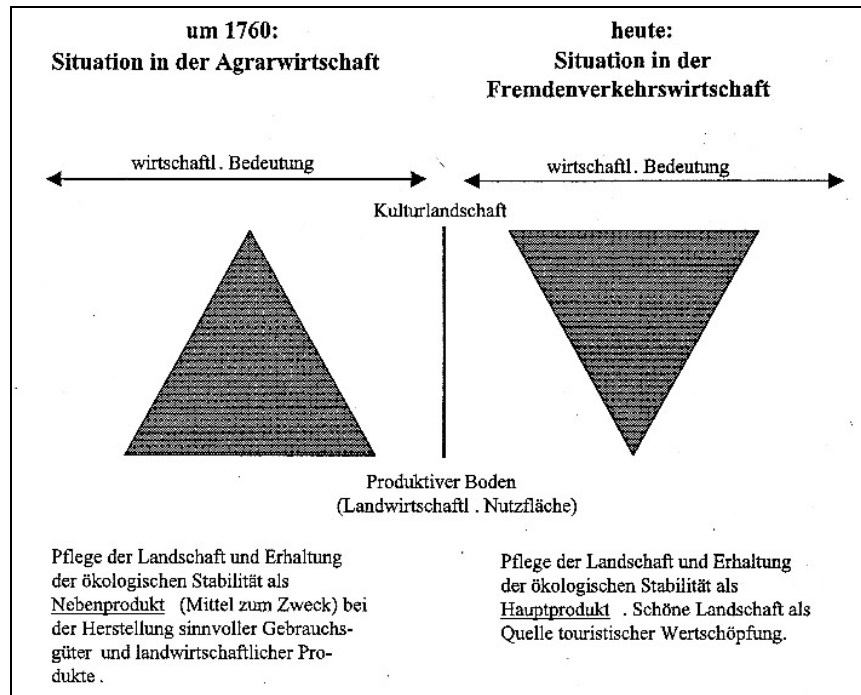 um 1760:
Situation in der Agrarwirtschaft
heute:
Situation in der
Fremdenverkehrswirtschaft
wirtschaftl. Bedeutung
wirtschaftl. Bedeutung
Kulturlandschaft
Produktiver Boden
(Landwirtschaftl . Nutzfläche)
Pflege der Landschaft und Erhaltung
der ökologischen Stabilität als
Nebenprodukt (Mittel zum Zweck) bei
der Herstellung sinnvoller Gebrauchs-
güter und landwirtschaftlicher Pro-
dukte .
Pflege der Landschaft und Erhaltung
der ökologischen Stabilität als
Hauptprodukt . Schöne Landschaft als
Quelle touristischer Wertschöpfung.